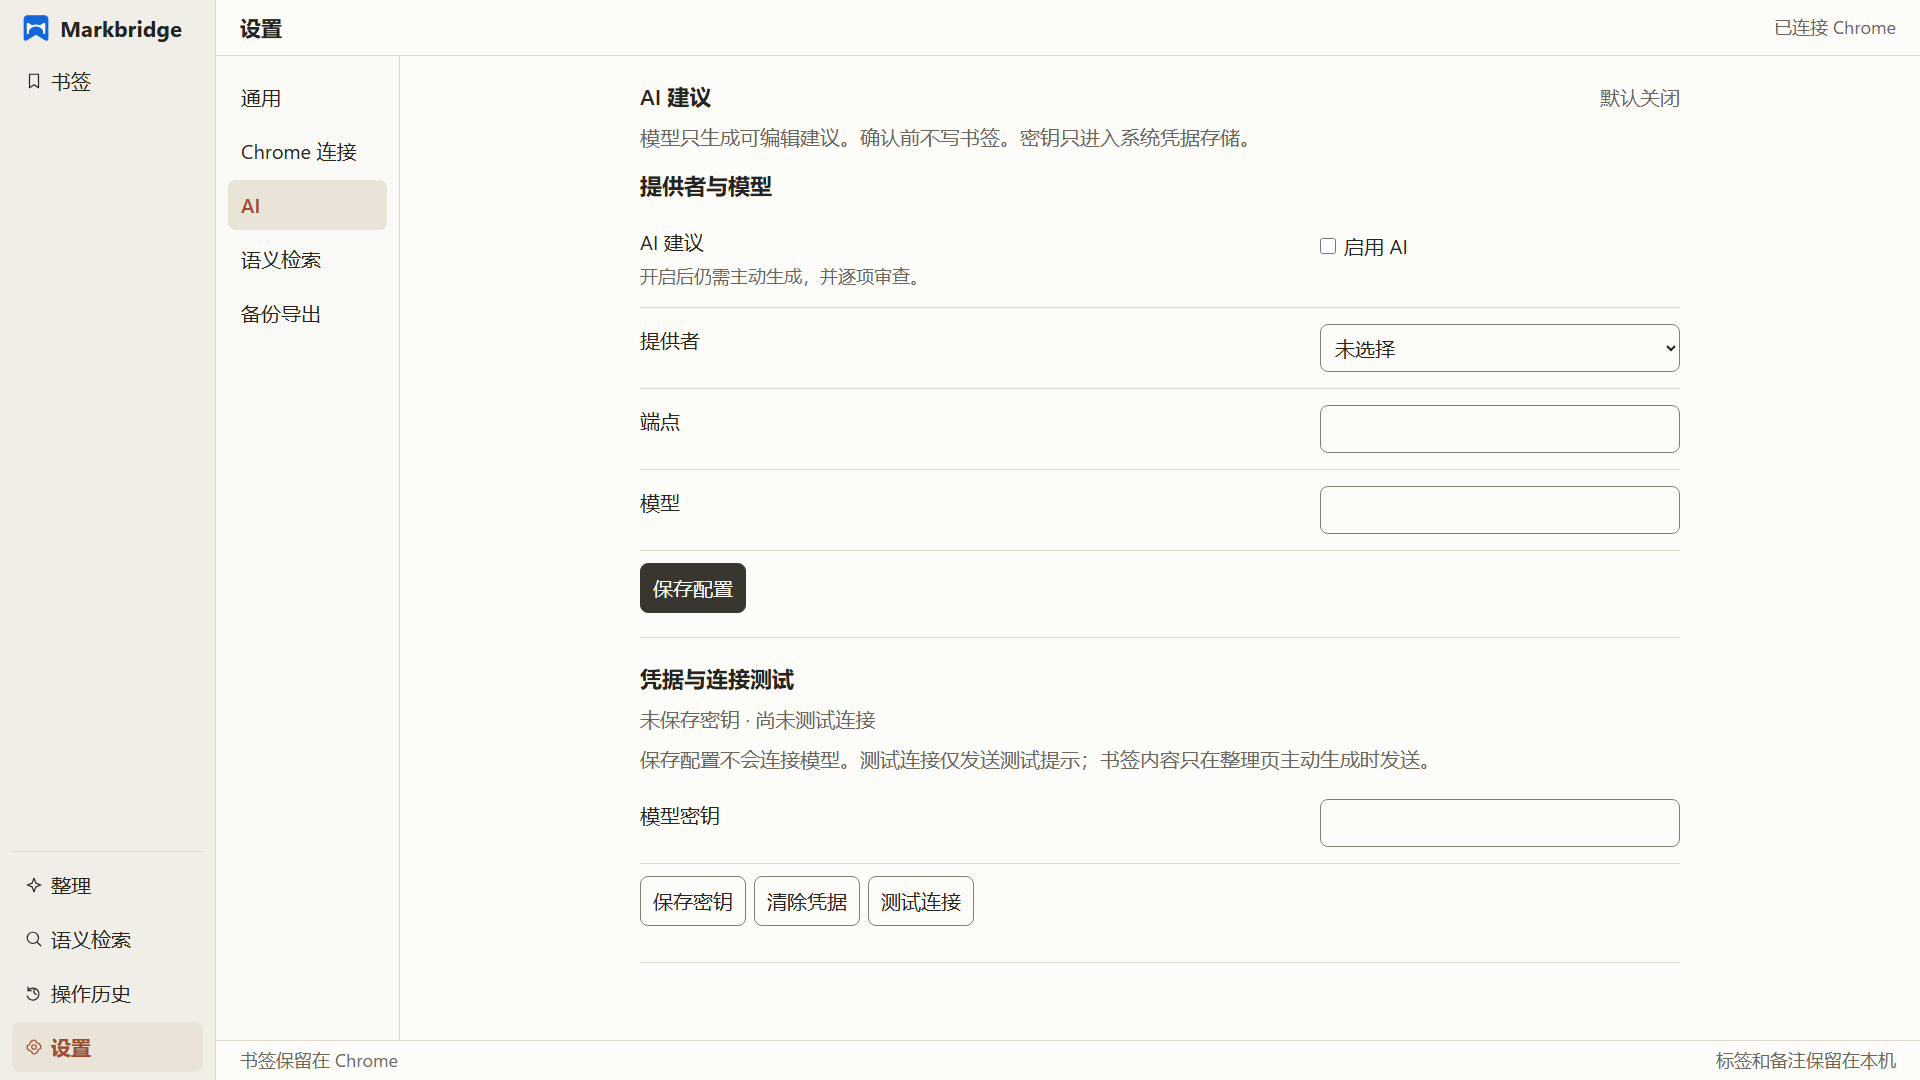 Markbridge
书签
整理
语义检索
操作历史
设置
设置
已连接 Chrome
通用
Chrome 连接
AI
语义检索
备份导出
AI 建议
默认关闭
模型只生成可编辑建议。确认前不写书签。密钥只进入系统凭据存储。
提供者与模型
AI 建议
启用 AI
开启后仍需主动生成，并逐项审查。
提供者
未选择
端点
模型
保存配置
凭据与连接测试
未保存密钥 · 尚未测试连接
保存配置不会连接模型。测试连接仅发送测试提示；书签内容只在整理页主动生成时发送。
模型密钥
保存密钥 清除凭据 测试连接
书签保留在 Chrome
标签和备注保留在本机